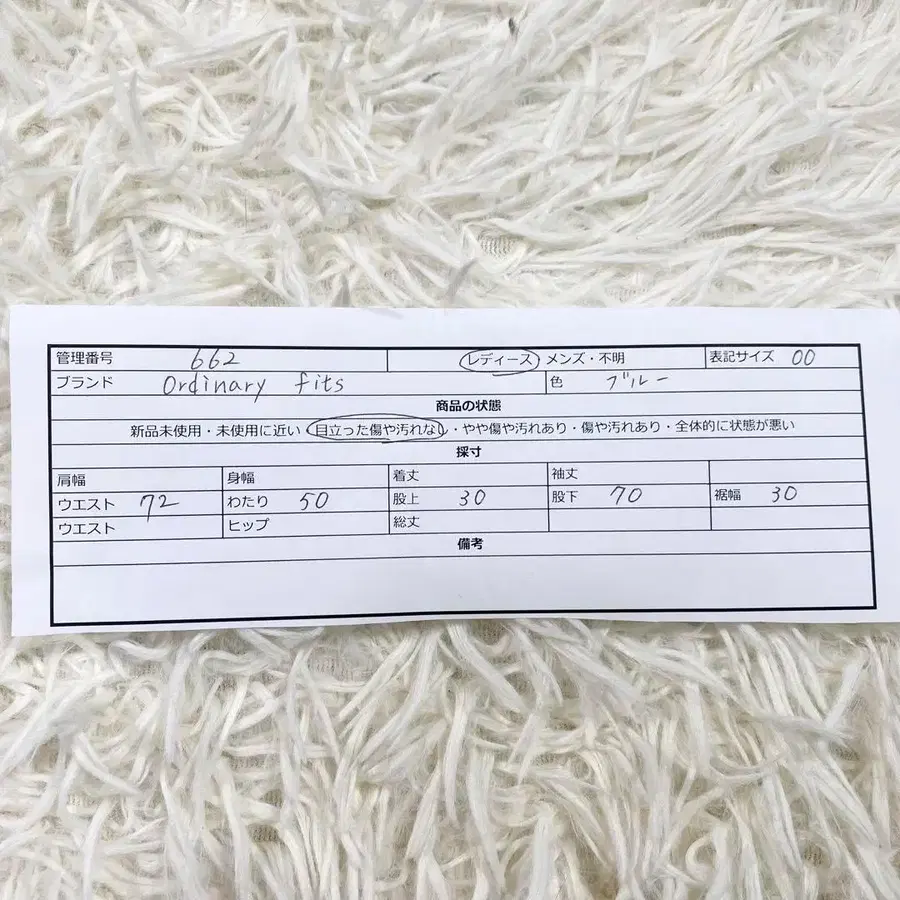 管理番号 662 レディース メンズ・不明 表記サイズ 00
ブランド Ordinary fits 色 ブルー
商品の状態
新品未使用・未使用に近い 目立った傷や汚れなし・やや傷や汚れあり・傷や汚れあり・全体的に状態が悪い
採寸
肩幅 身幅 着丈 袖丈
ウエスト 72 わたり 50 股上 30 股下 70 裾幅 30
ウエスト ヒップ 総丈
備考